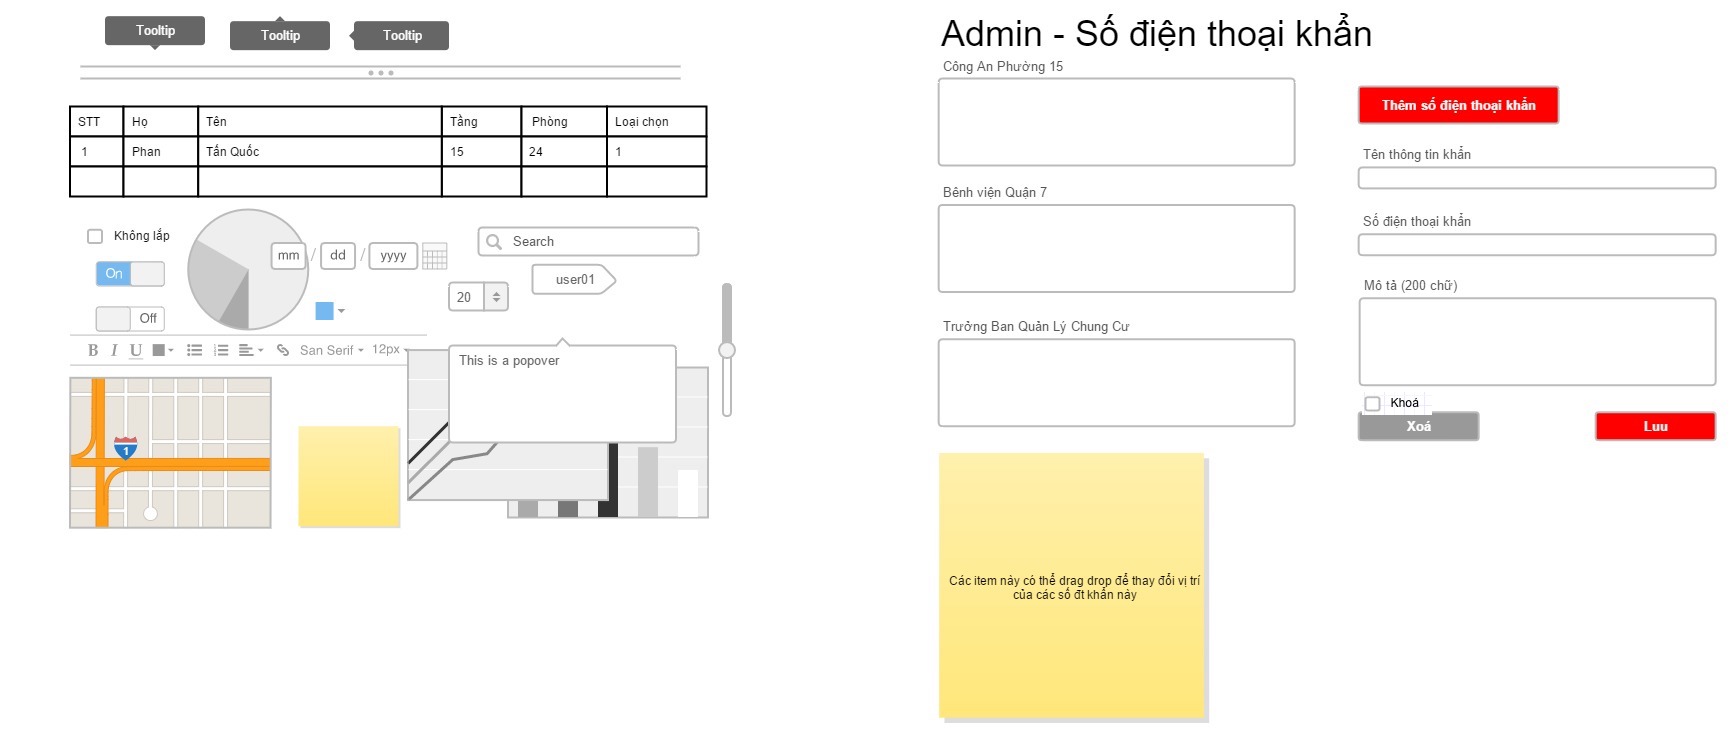 Tooltip
Tooltip
Tooltip
STT Họ Tên Tầng Phòng Loại chọn
1 Phan Tấn Quốc 15 24 1
Không lắp
On
Off
mm / dd / yyyy
Search
user01
20
B I U San Serif 12px
This is a popover
1
Admin - Số điện thoại khẩn
Công An Phường 15
Bênh viện Quận 7
Trưởng Ban Quản Lý Chung Cư
Các item này có thể drag drop để thay đổi vị trí
của các số đt khẩn này
Thêm số điện thoại khẩn
Tên thông tin khẩn
Số điện thoại khẩn
Mô tả (200 chữ)
Khoá
Xoá
Luu